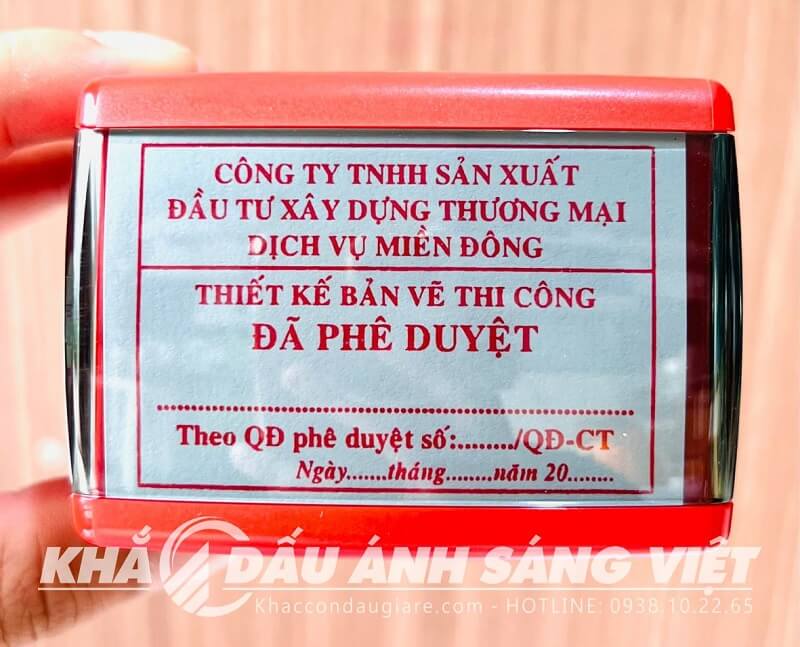 CÔNG TY TNHH SẢN XUẤT
ĐẦU TƯ XÂY DỰNG THƯƠNG MẠI
DỊCH VỤ MIỀN ĐÔNG
THIẾT KẾ BẢN VẼ THI CÔNG
ĐÃ PHÊ DUYỆT
................................................................
Theo QĐ phê duyệt số:......../QĐ-CT
Ngày.......tháng........năm 20........
KHẮC DẤU ÁNH SÁNG VIỆT
Khaccondaugiare.com - HOTLINE: 0938.10.22.65